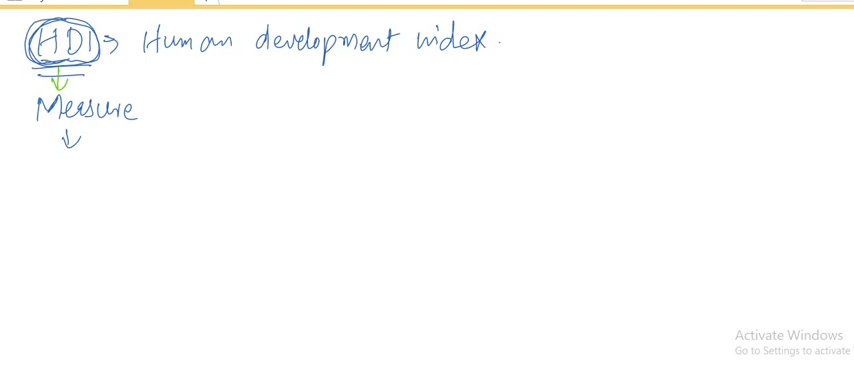 HDI → Human development index.
↓
Measure
↓
Activate Windows
Go to Settings to activate